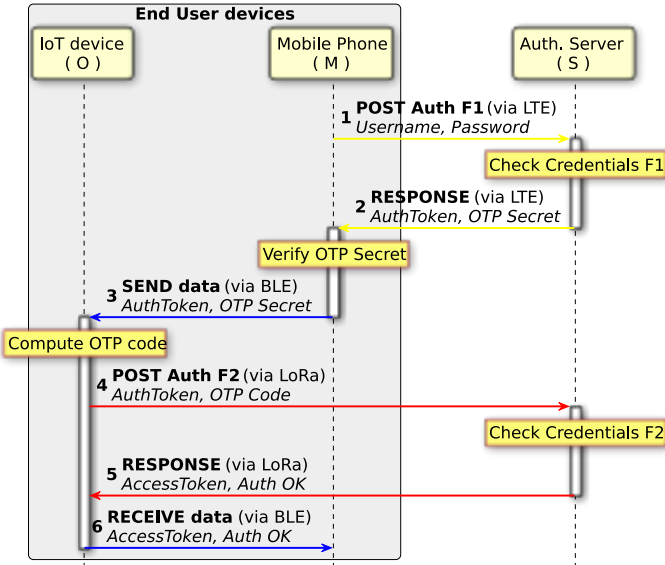 End User devices
IoT device
( O )
Mobile Phone
( M )
Auth. Server
( S )
1 POST Auth F1 (via LTE)
Username, Password
Check Credentials F1
2 RESPONSE (via LTE)
AuthToken, OTP Secret
Verify OTP Secret
3 SEND data (via BLE)
AuthToken, OTP Secret
Compute OTP code
4 POST Auth F2 (via LoRa)
AuthToken, OTP Code
Check Credentials F2
5 RESPONSE (via LoRa)
AccessToken, Auth OK
6 RECEIVE data (via BLE)
AccessToken, Auth OK